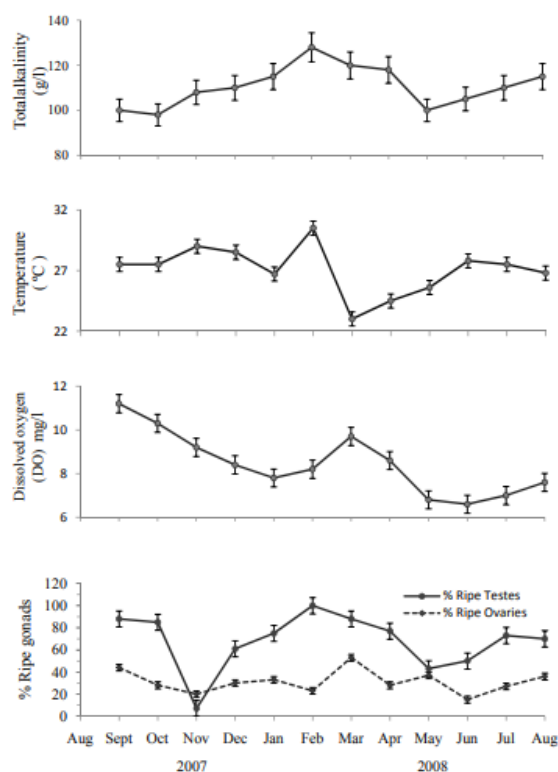 Totalalkalinity
(g/l)
140
120
100
80
Temperature
( ºC)
32
27
22
Dissolved oxygen
(DO) mg/l
12
10
8
6
% Ripe gonads
120
100
80
60
40
20
0
% Ripe Testes
% Ripe Ovaries
Aug Sept Oct Nov Dec Jan Feb Mar Apr May Jun Jul Aug
2007 2008